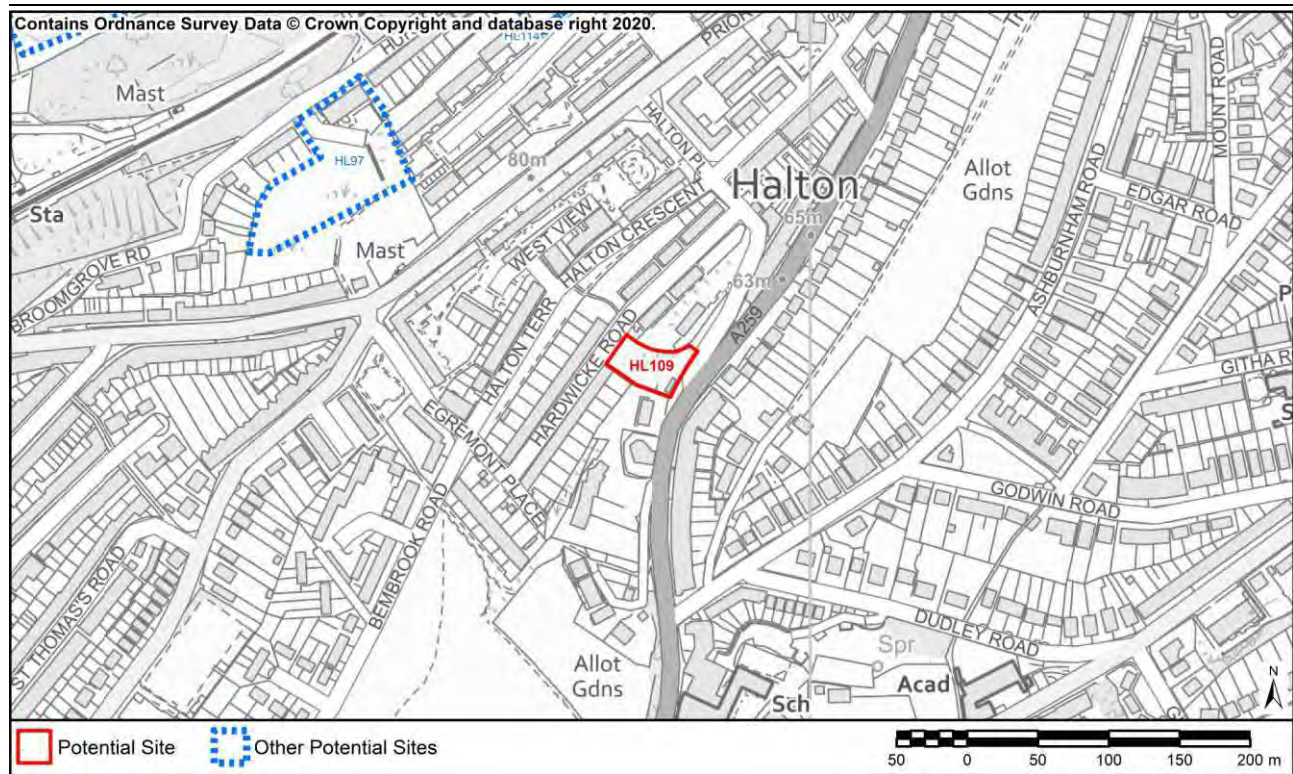 Contains Ordnance Survey Data © Crown Copyright and database right 2020.
HL114
Mast
HL97
80m
HALTON PL
Halton
65m
Allot
Gdns
MOUNT ROAD
EDGAR ROAD
ASHBURNHAM ROAD
Sta
Mast
WEST VIEW
HALTON CRESCENT
63m
BROOMGROVE RD
HALTON TERR
HARDWICKE ROAD
HL109
A259
EGREMONT PLACE
GODWIN ROAD
ST THOMAS'S ROAD
BEMBROOK ROAD
DUDLEY ROAD
Spr
Allot
Gdns
Acad
Sch
N
Potential Site
Other Potential Sites
50 0 50 100 150 200 m